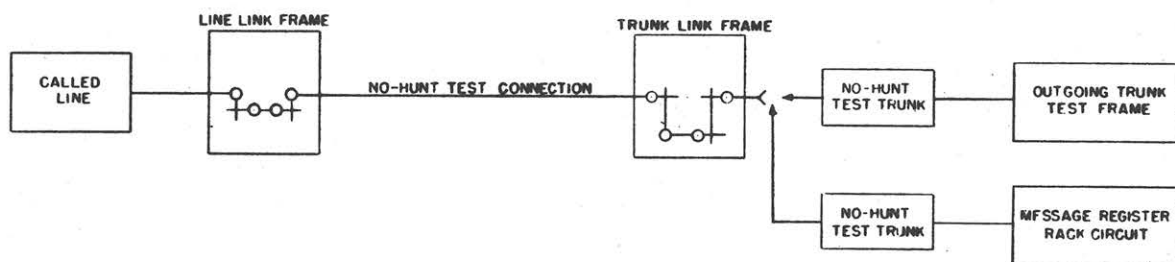 LINE LINK FRAME
TRUNK LINK FRAME
CALLED
LINE
NO-HUNT TEST CONNECTION
NO-HUNT
TEST TRUNK
OUTGOING TRUNK
TEST FRAME
NO-HUNT
TEST TRUNK
MESSAGE REGISTER
RACK CIRCUIT